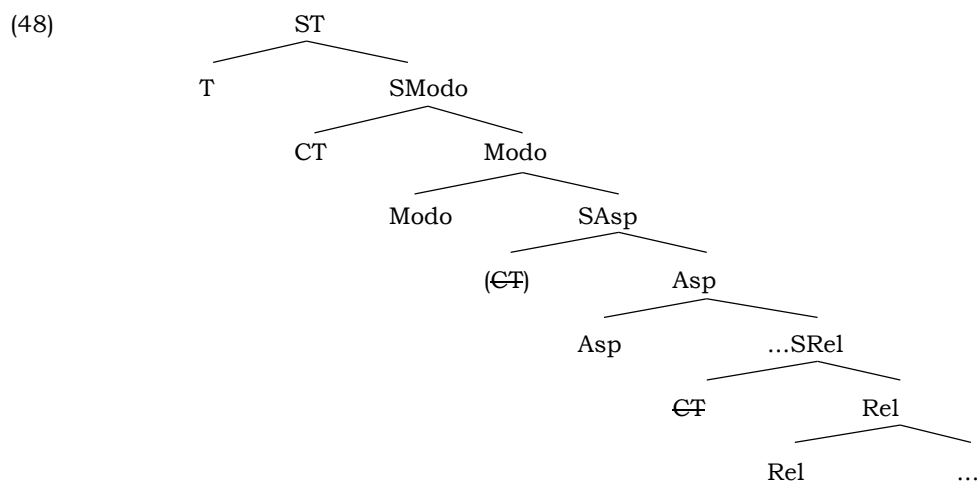 (48) ST
T SModo
CT Modo
Modo SAsp
(CT) Asp
Asp ...SRel
CT Rel
Rel ...